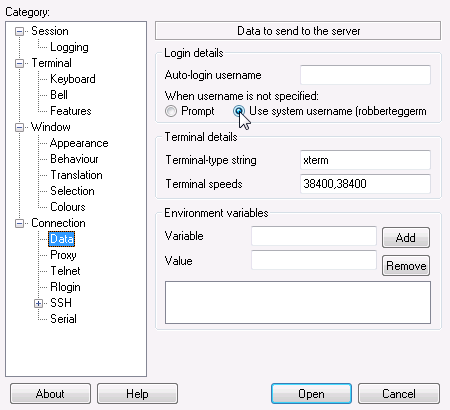 Category:
Session
Logging
Terminal
Keyboard
Bell
Features
Window
Appearance
Behaviour
Translation
Selection
Colours
Connection
Data
Proxy
Telnet
Rlogin
SSH
Serial
Data to send to the server
Login details
Auto-login username
When username is not specified:
Prompt Use system username (robberteggerm
Terminal details
Terminal-type string xterm
Terminal speeds 38400,38400
Environment variables
Variable Add
Value Remove
About Help Open Cancel